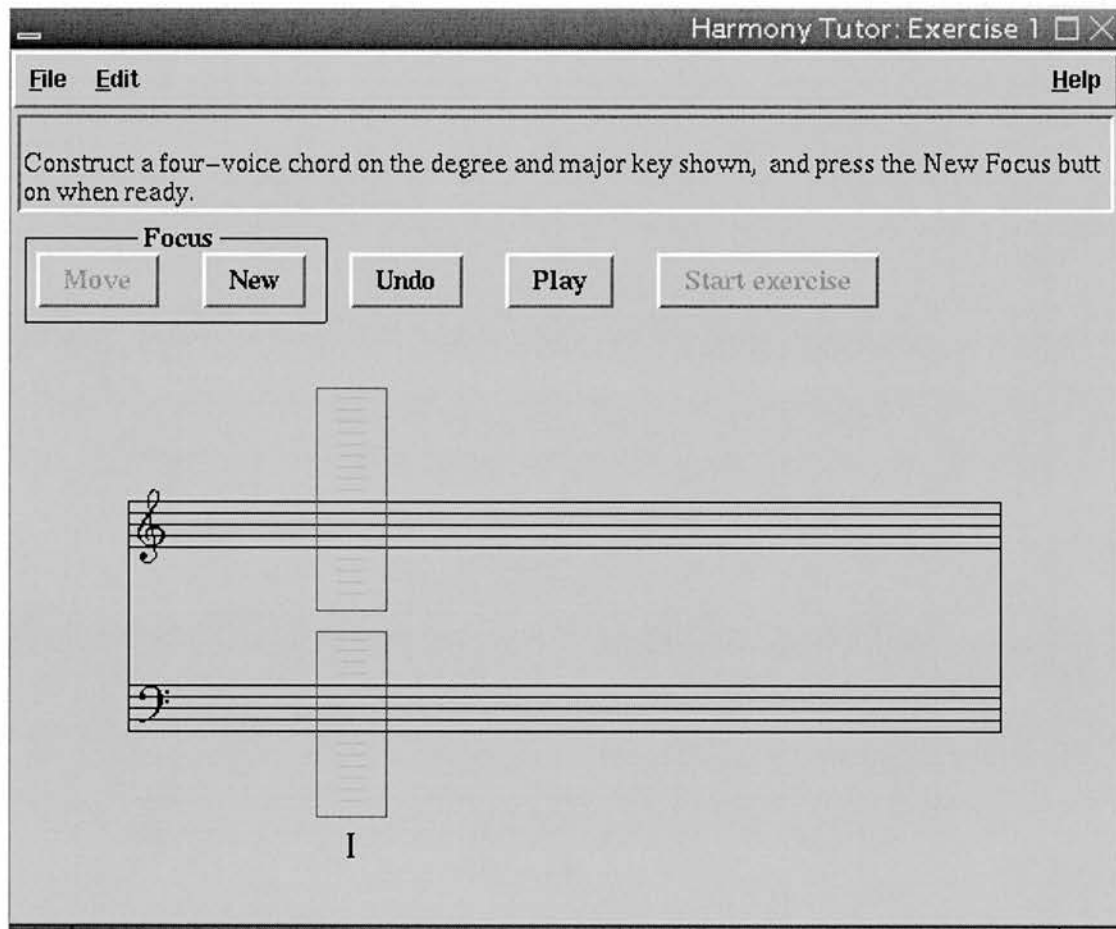 Harmony Tutor: Exercise 1
File Edit Help
Construct a four-voice chord on the degree and major key shown, and press the New Focus butt
on when ready.
Focus
Move New Undo Play Start exercise
I